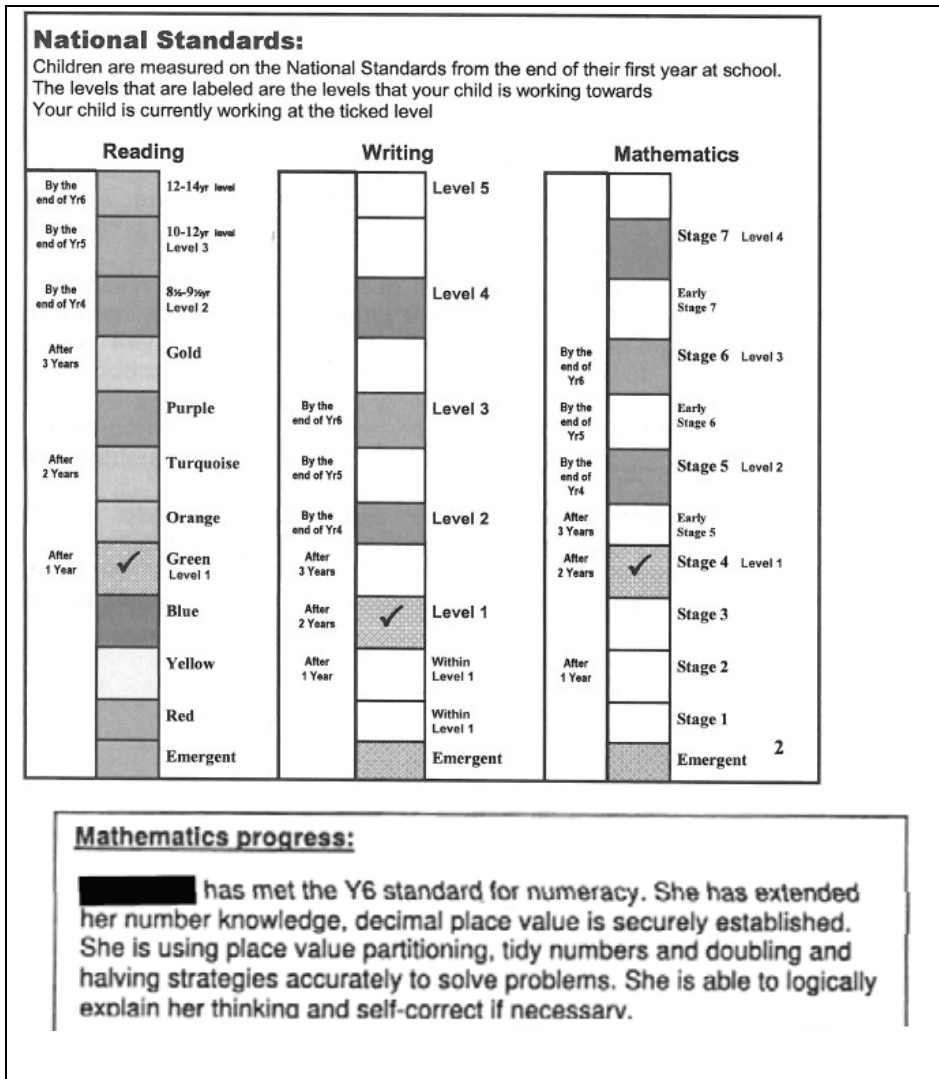 National Standards:
Children are measured on the National Standards from the end of their first year at school.
The levels that are labeled are the levels that your child is working towards
Your child is currently working at the ticked level
Reading
By the
end of Yr6
12-14yr level
By the
end of Yr5
10-12yr level
Level 3
By the
end of Yr4
8½-9½yr
Level 2
After
3 Years
Gold
Purple
After
2 Years
Turquoise
Orange
After
1 Year
✓
Green
Level 1
Blue
Yellow
Red
Emergent
Writing
Level 5
Level 4
By the
end of Yr6
Level 3
By the
end of Yr5
By the
end of Yr4
Level 2
After
3 Years
After
2 Years
✓
Level 1
After
1 Year
Within
Level 1
Within
Level 1
Emergent
Mathematics
Stage 7 Level 4
Early
Stage 7
By the
end of
Yr6
Stage 6 Level 3
By the
end of
Yr5
Early
Stage 6
By the
end of
Yr4
Stage 5 Level 2
After
3 Years
Early
Stage 5
After
2 Years
✓
Stage 4 Level 1
Stage 3
After
1 Year
Stage 2
Stage 1
Emergent
2
Mathematics progress:
has met the Y6 standard for numeracy. She has extended
her number knowledge, decimal place value is securely established.
She is using place value partitioning, tidy numbers and doubling and
halving strategies accurately to solve problems. She is able to logically
explain her thinking and self-correct if necessary.